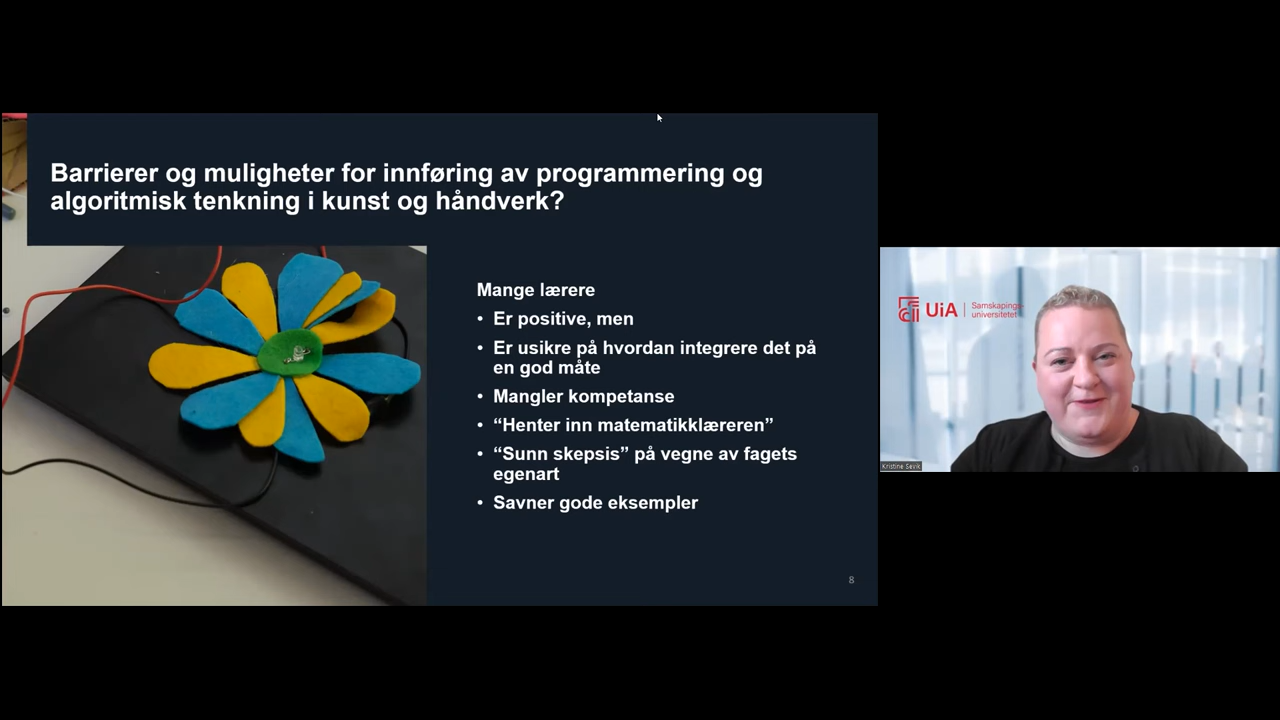 Barrierer og muligheter for innføring av programmering og
algoritmisk tenkning i kunst og håndverk?
Mange lærere
• Er positive, men
• Er usikre på hvordan integrere det på
en god måte
• Mangler kompetanse
• “Henter inn matematikklæreren”
• “Sunn skepsis” på vegne av fagets
egenart
• Savner gode eksempler
8
UiA
Samskapings-
universitetet
Kristine Sevik